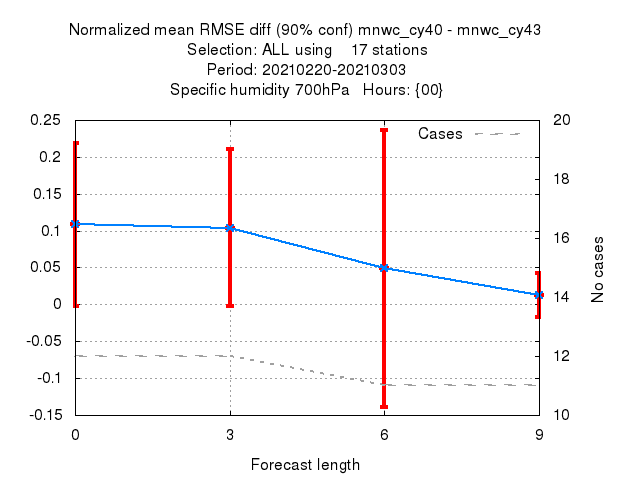 Normalized mean RMSE diff (90% conf) mnwc_cy40 - mnwc_cy43
Selection: ALL using    17 stations
Period: 20210220-20210303
Specific humidity 700hPa   Hours: {00}
0.25
0.2
0.15
0.1
0.05
0
-0.05
-0.1
-0.15
Cases
20
18
16
14
12
10
No cases
0
3
6
9
Forecast length